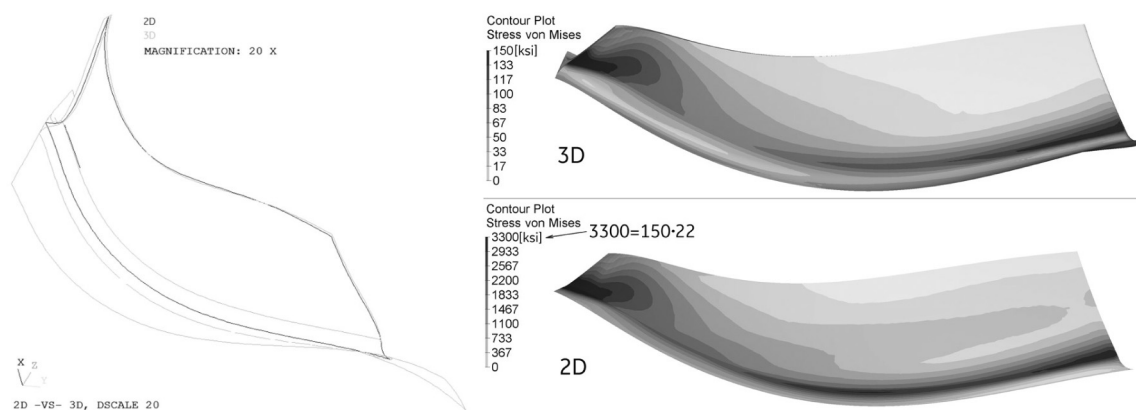 2D
3D
MAGNIFICATION: 20 X
X
Z
Y
2D -VS- 3D, DSCALE 20
Contour Plot
Stress von Mises
150[ksi]
133
117
100
83
67
50
33
17
0
3D
Contour Plot
Stress von Mises
3300[ksi]
3300=150·22
2933
2567
2200
1833
1467
1100
733
367
0
2D